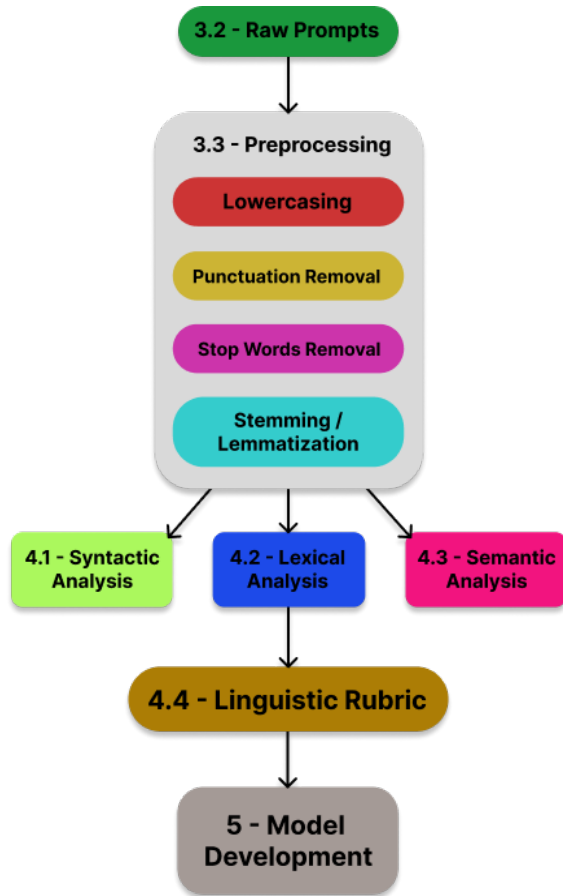 3.2 - Raw Prompts
3.3 - Preprocessing
Lowercasing
Punctuation Removal
Stop Words Removal
Stemming /
Lemmatization
4.1 - Syntactic
Analysis
4.2 - Lexical
Analysis
4.3 - Semantic
Analysis
4.4 - Linguistic Rubric
5 - Model
Development